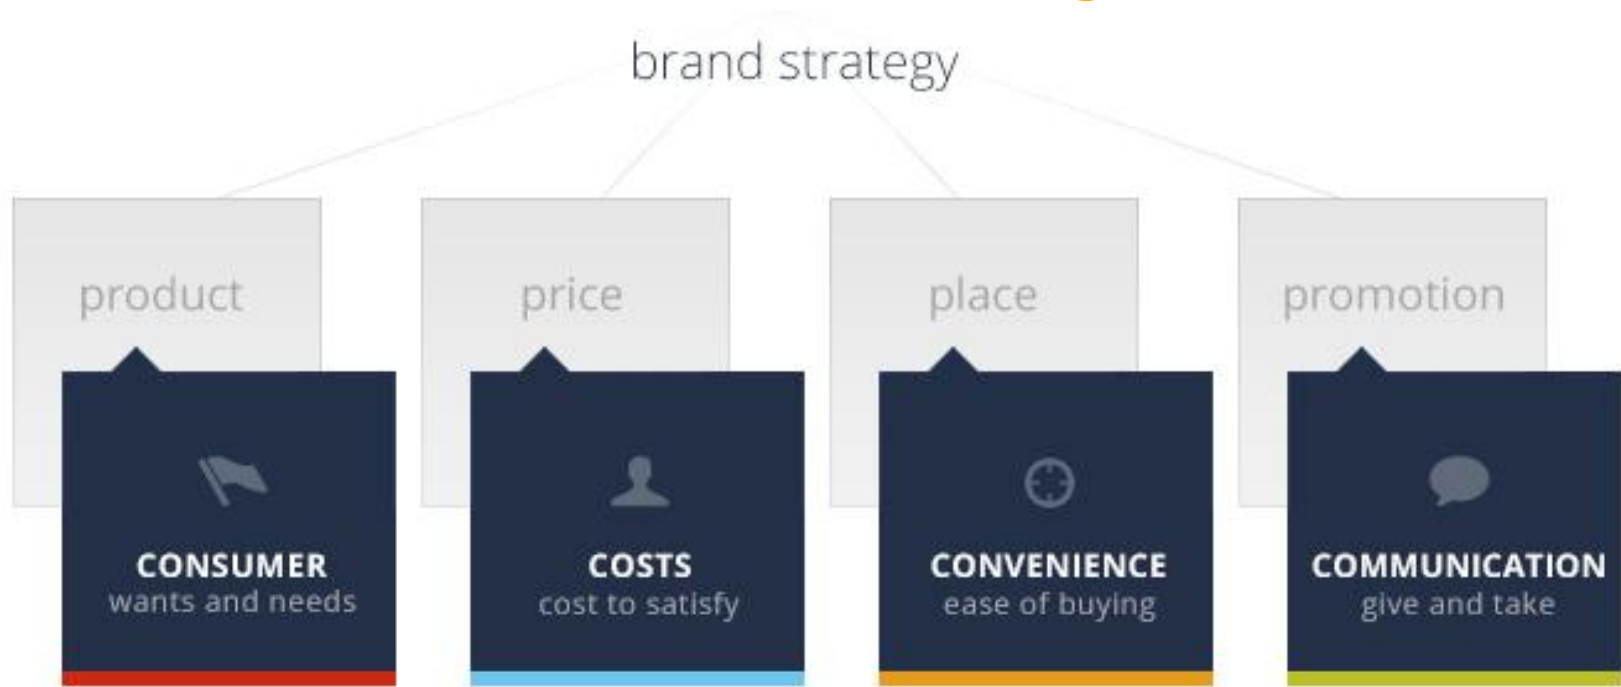 brand strategy
product
price
place
promotion
CONSUMER
wants and needs
COSTS
cost to satisfy
CONVENIENCE
ease of buying
COMMUNICATION
give and take